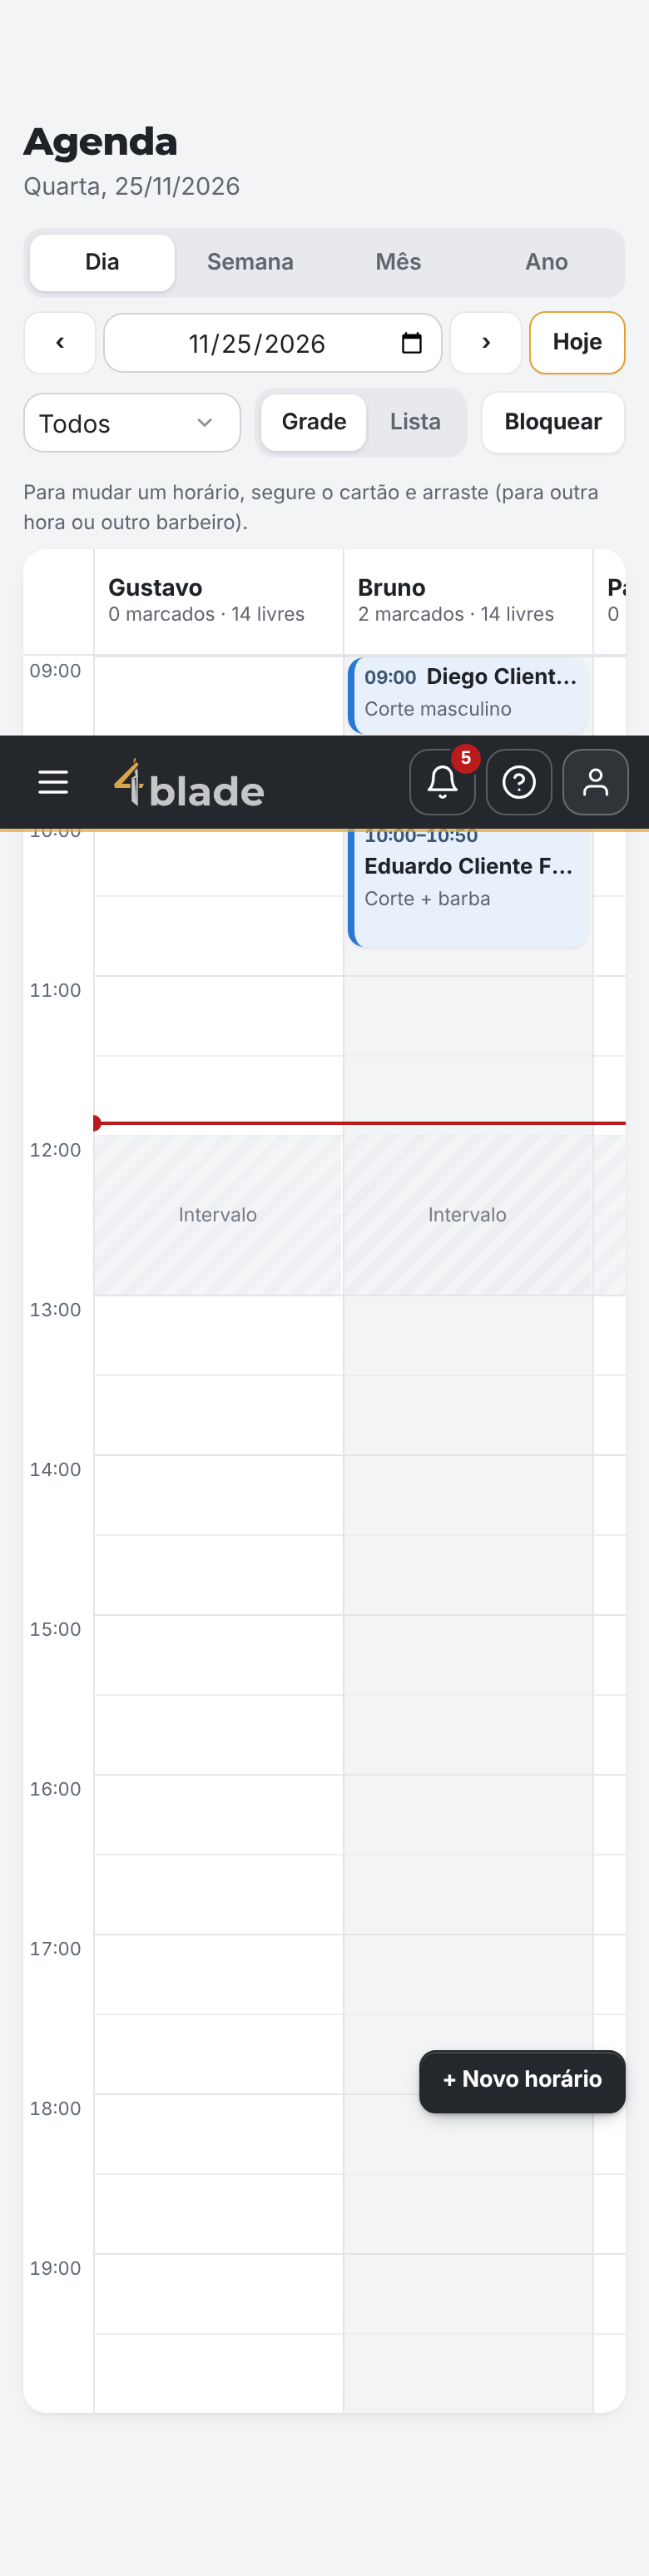 Agenda
Quarta, 25/11/2026
Dia Semana Mês Ano
‹ 11/25/2026 › Hoje
Todos Grade Lista Bloquear
Para mudar um horário, segure o cartão e arraste (para outra
hora ou outro barbeiro).
Gustavo Bruno
0 marcados · 14 livres 2 marcados · 14 livres 0
09:00 09:00 Diego Client...
Corte masculino
4blade 5
10:00 10:00–10:50
Eduardo Cliente F...
Corte + barba
11:00
12:00
Intervalo Intervalo
13:00
14:00
15:00
16:00
17:00
+ Novo horário
18:00
19:00